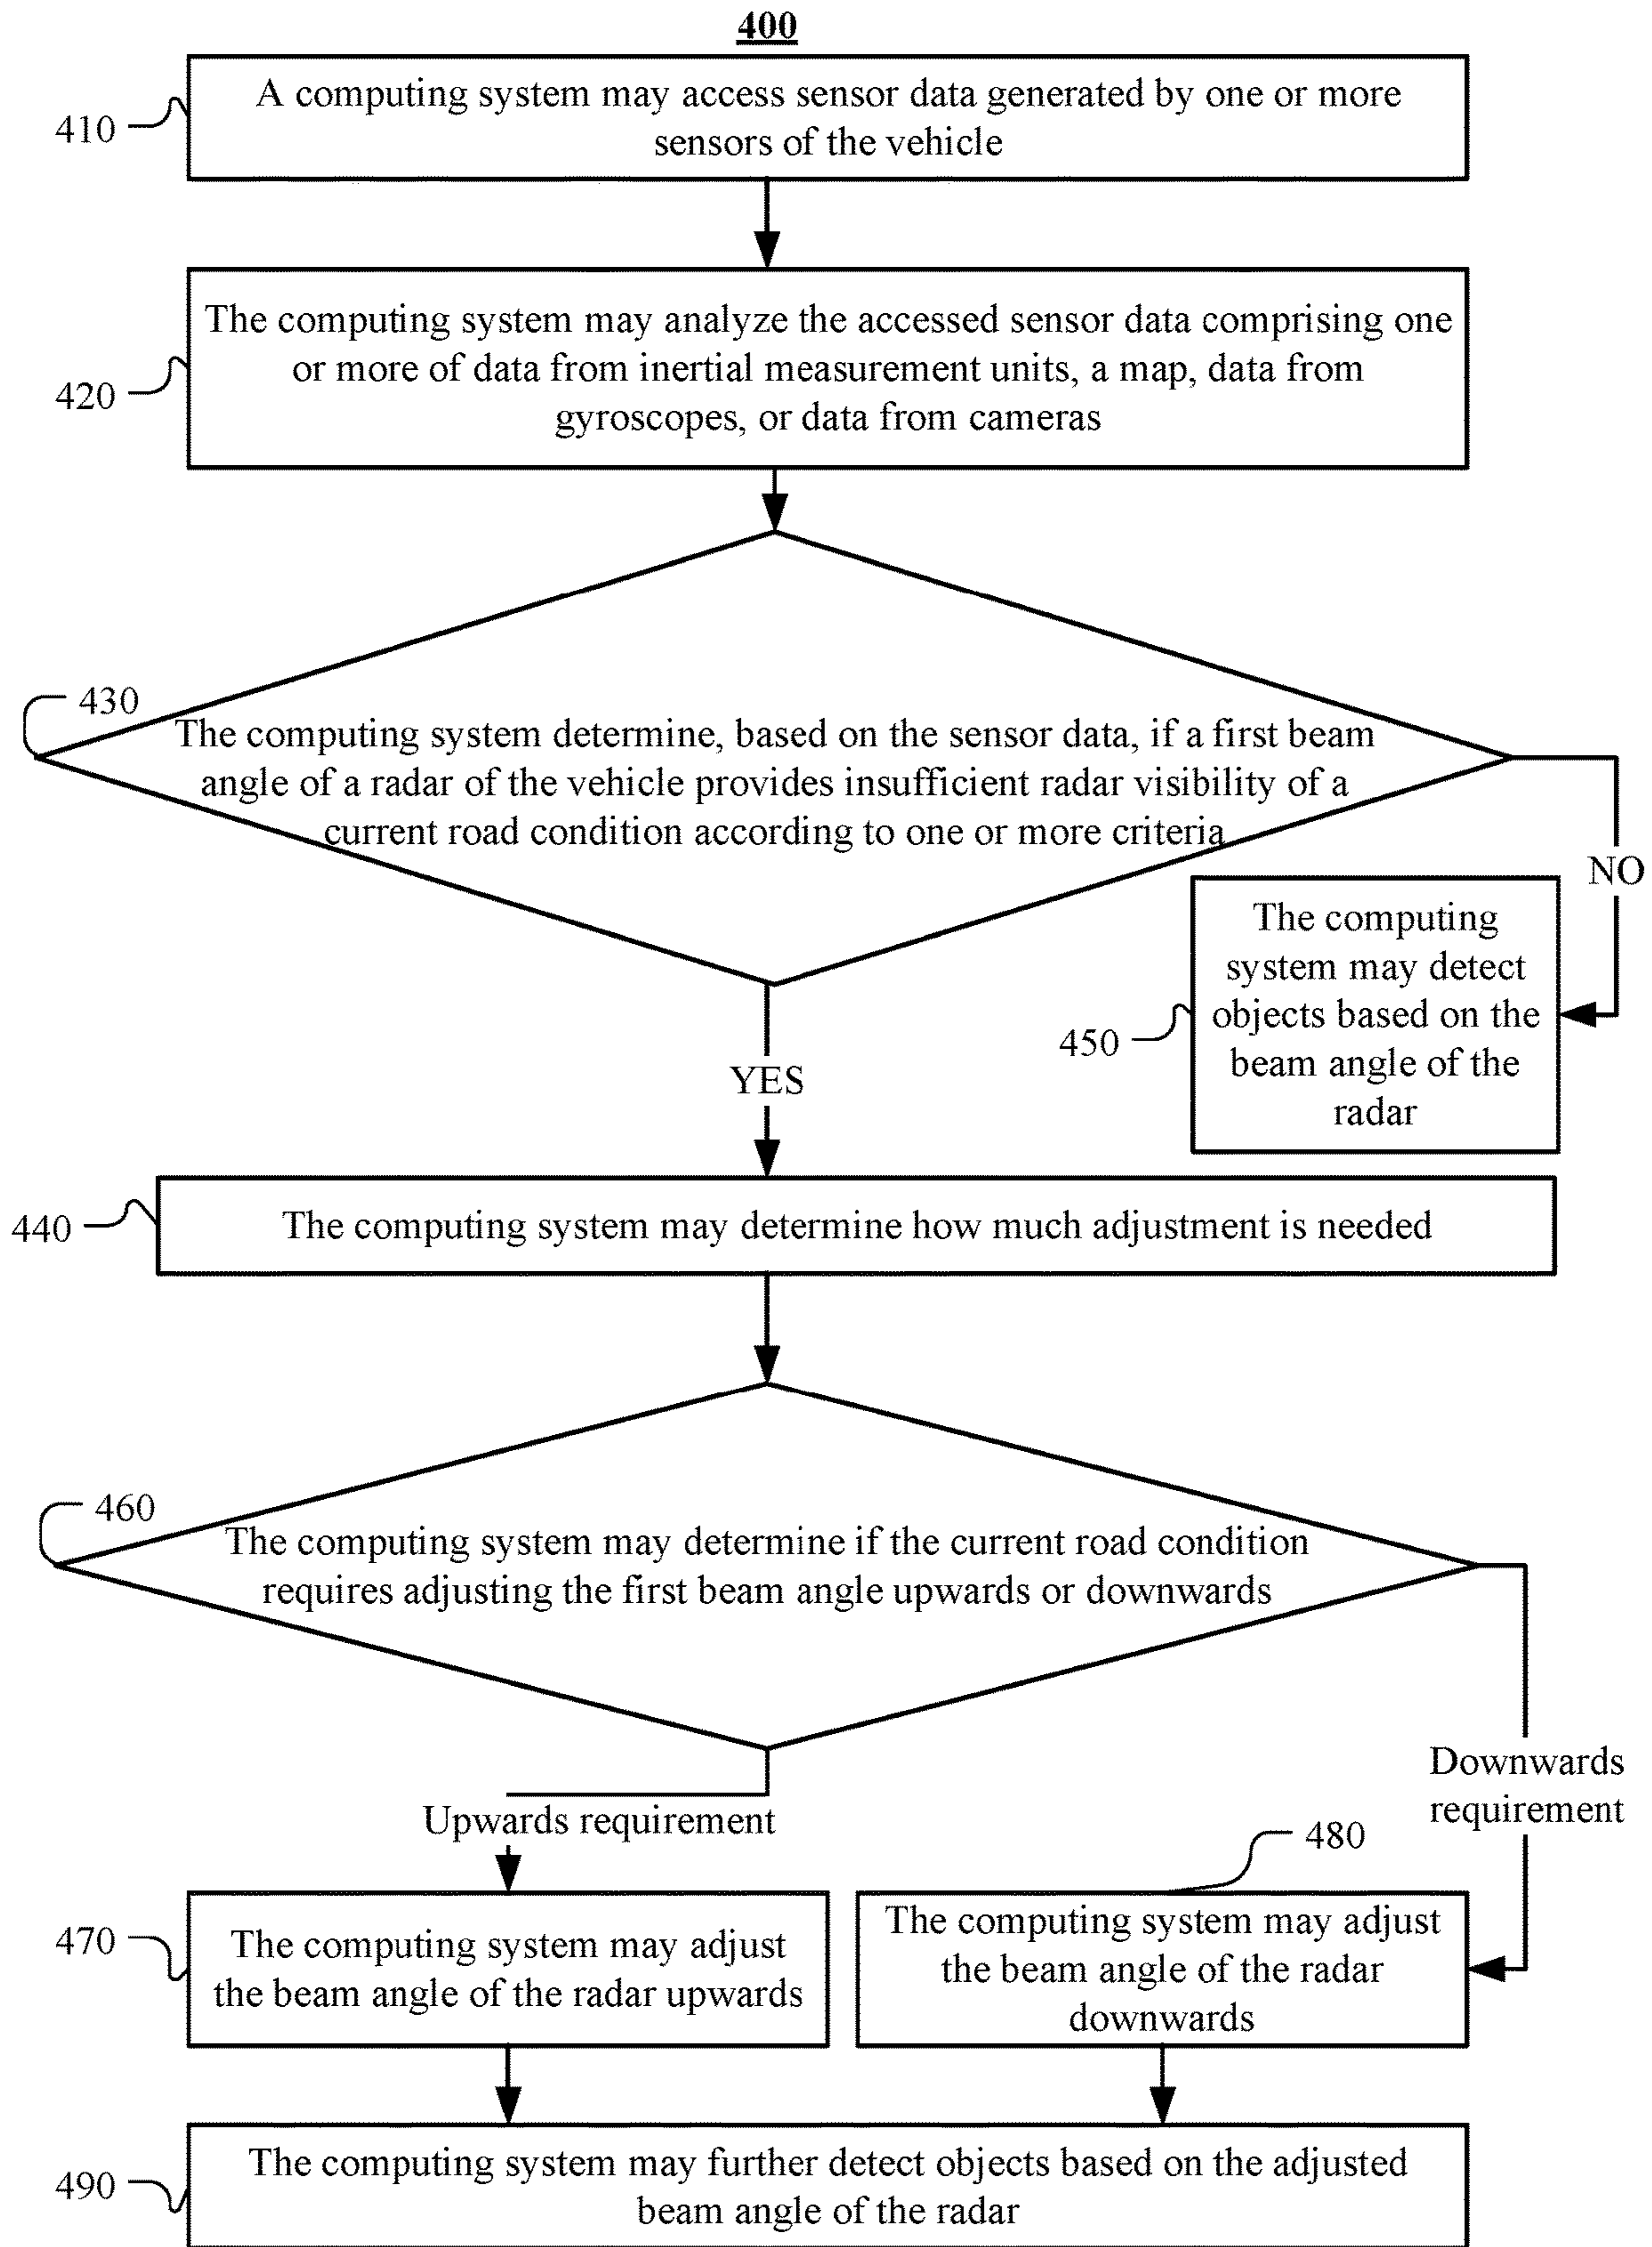 400
410
A computing system may access sensor data generated by one or more
sensors of the vehicle
420
The computing system may analyze the accessed sensor data comprising one
or more of data from inertial measurement units, a map, data from
gyroscopes, or data from cameras
430
The computing system determine, based on the sensor data, if a first beam
angle of a radar of the vehicle provides insufficient radar visibility of a
current road condition according to one or more criteria
NO
450
The computing
system may detect
objects based on the
beam angle of the
radar
YES
440
The computing system may determine how much adjustment is needed
460
The computing system may determine if the current road condition
requires adjusting the first beam angle upwards or downwards
Downwards
requirement
Upwards requirement
480
470
The computing system may adjust
the beam angle of the radar upwards
The computing system may adjust
the beam angle of the radar
downwards
490
The computing system may further detect objects based on the adjusted
beam angle of the radar